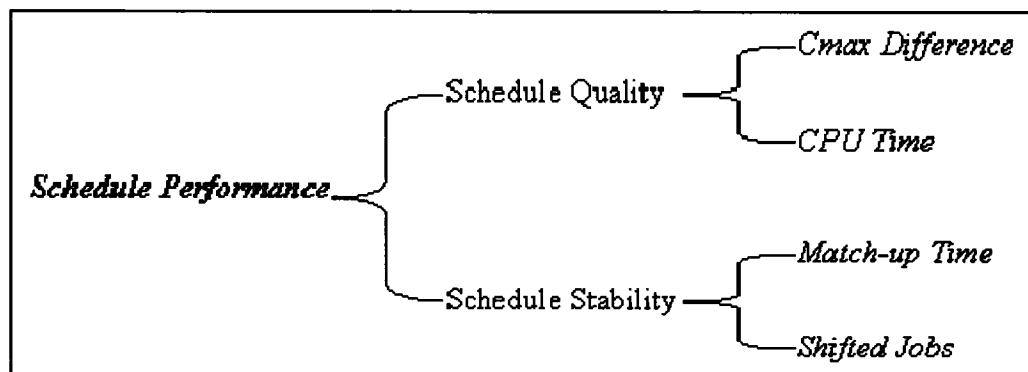 Cmax Difference
Schedule Quality
CPU Time
Schedule Performance
Match-up Time
Schedule Stability
Shifted Jobs